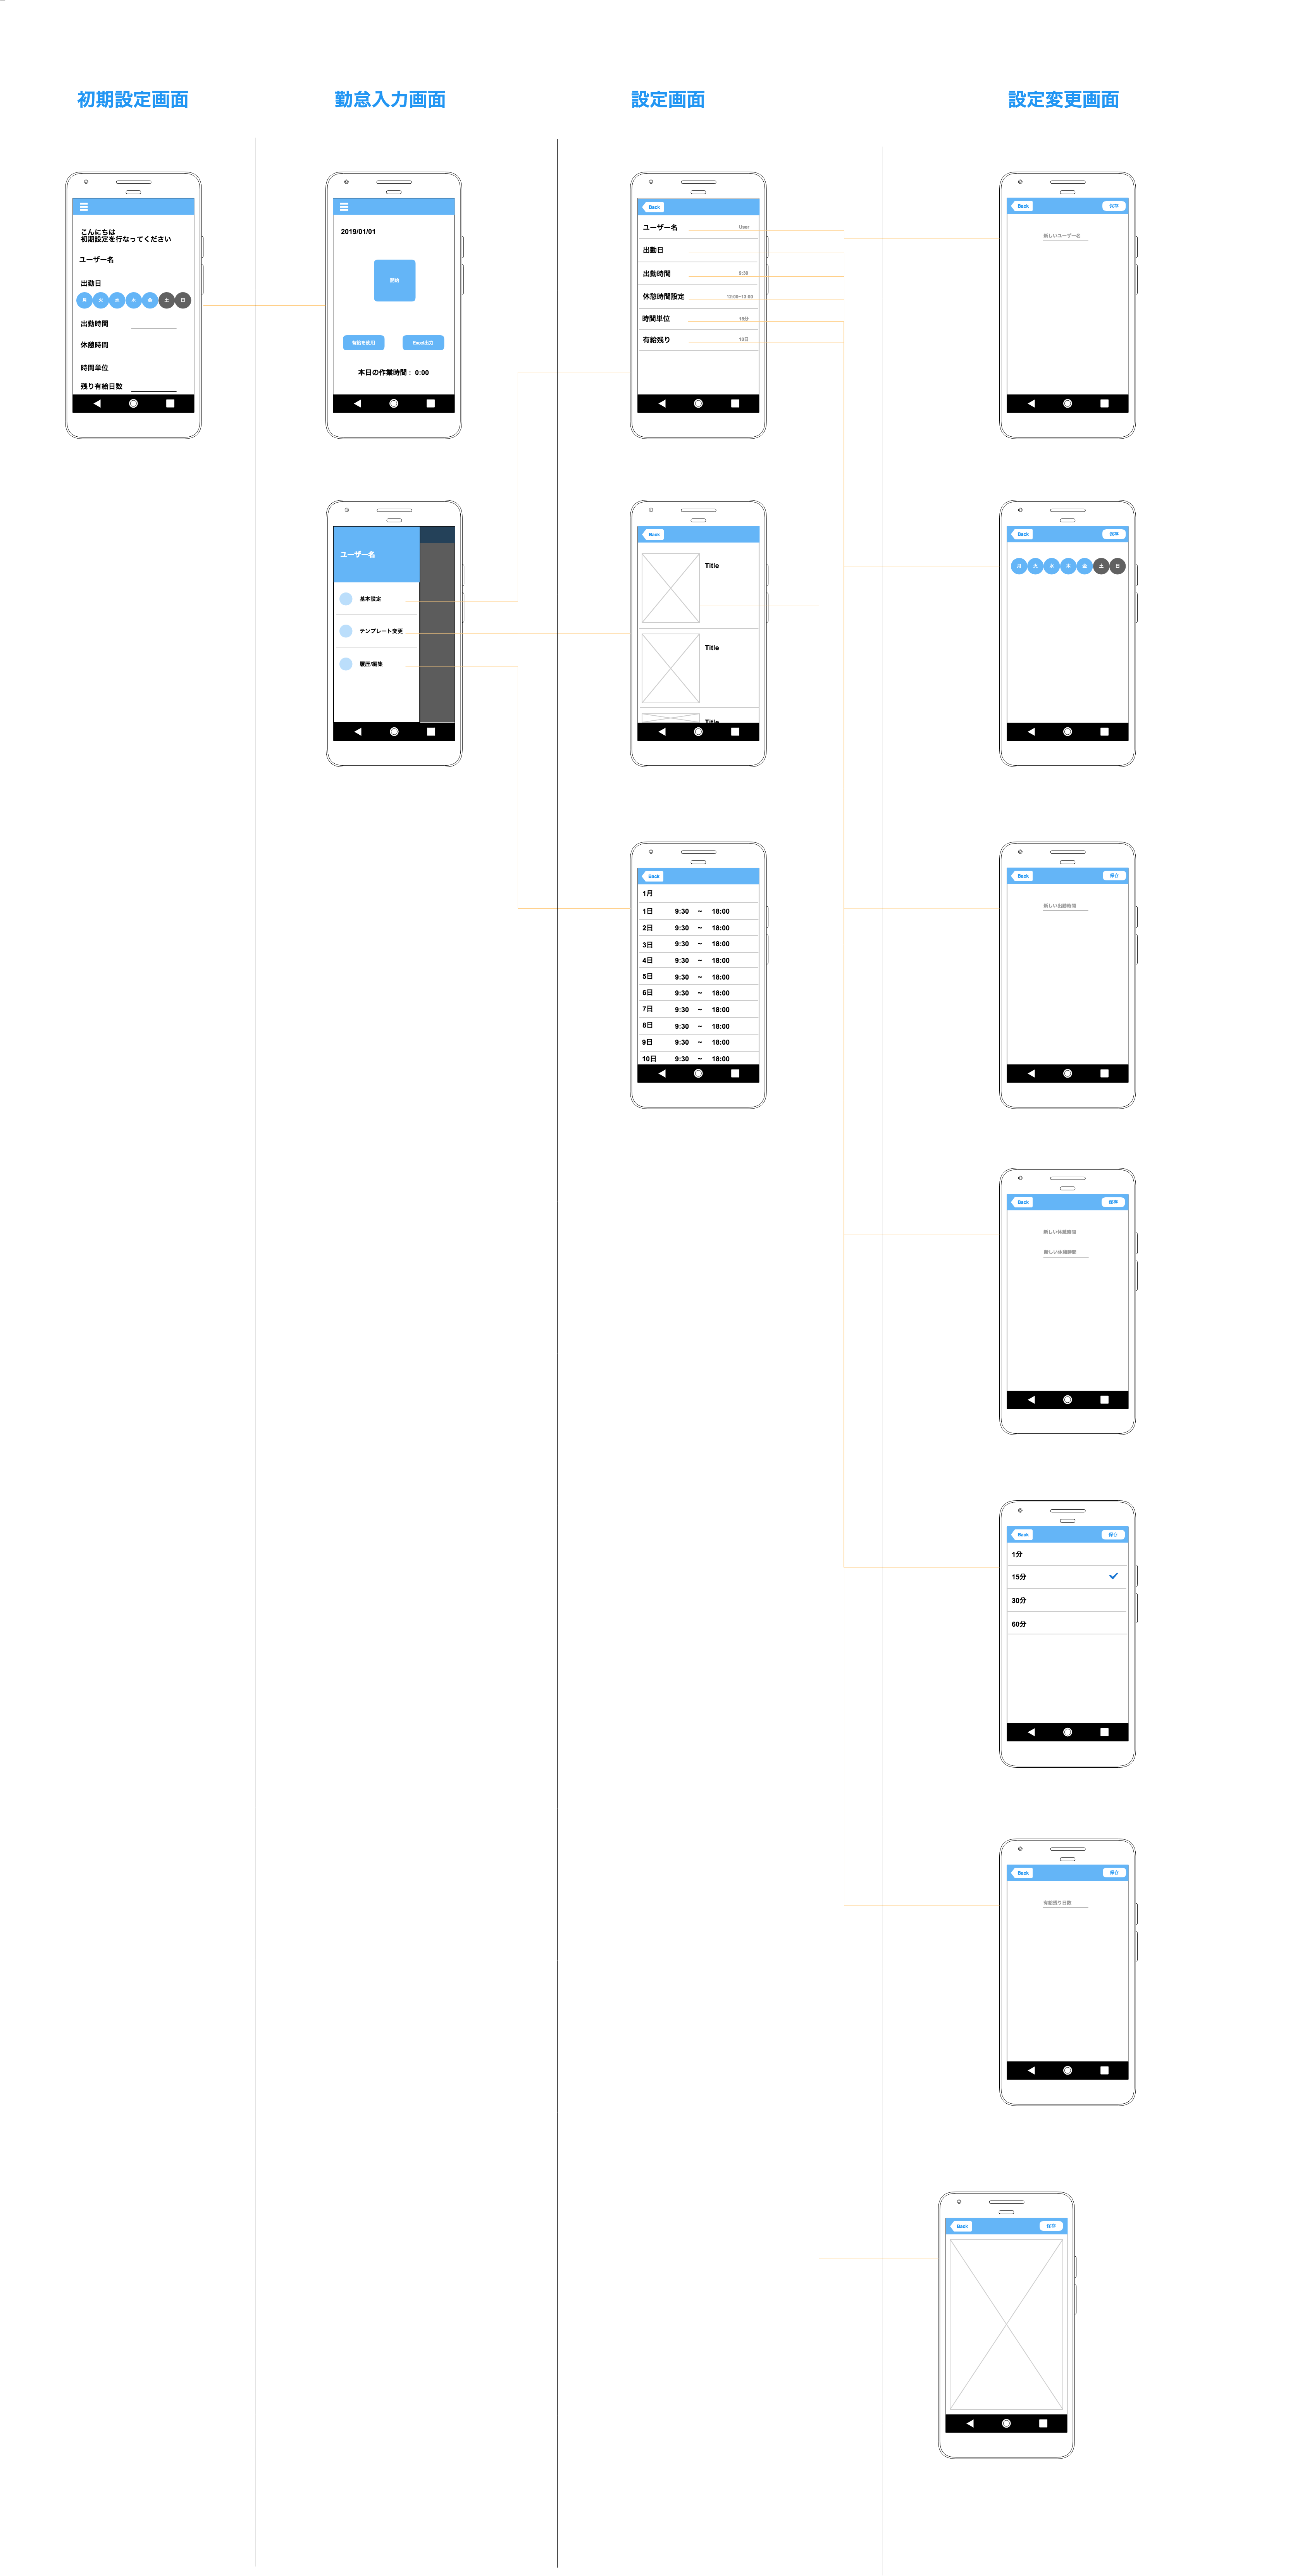 初期設定画面
勤怠入力画面
設定画面
設定変更画面
こんにちは
初期設定を行なってください
ユーザー名
出勤日
月 火 水 木 金 土 日
出勤時間
休憩時間
時間単位
残り有給日数
2019/01/01
開始
有給を使用 Excel出力
本日の作業時間： 0:00
ユーザー名
基本設定
テンプレート変更
履歴/編集
Back
ユーザー名 User
出勤日
出勤時間 9:30
休憩時間設定 12:00~13:00
時間単位 15分
有給残り 10日
Back
Title
Title
Title
Back
1月
1日 9:30 ~ 18:00
2日 9:30 ~ 18:00
3日 9:30 ~ 18:00
4日 9:30 ~ 18:00
5日 9:30 ~ 18:00
6日 9:30 ~ 18:00
7日 9:30 ~ 18:00
8日 9:30 ~ 18:00
9日 9:30 ~ 18:00
10日 9:30 ~ 18:00
Back 保存
新しいユーザー名
Back 保存
月 火 水 木 金 土 日
Back 保存
新しい出勤時間
Back 保存
新しい休憩時間
新しい休憩時間
Back 保存
1分
15分
30分
60分
Back 保存
有給残り日数
Back 保存